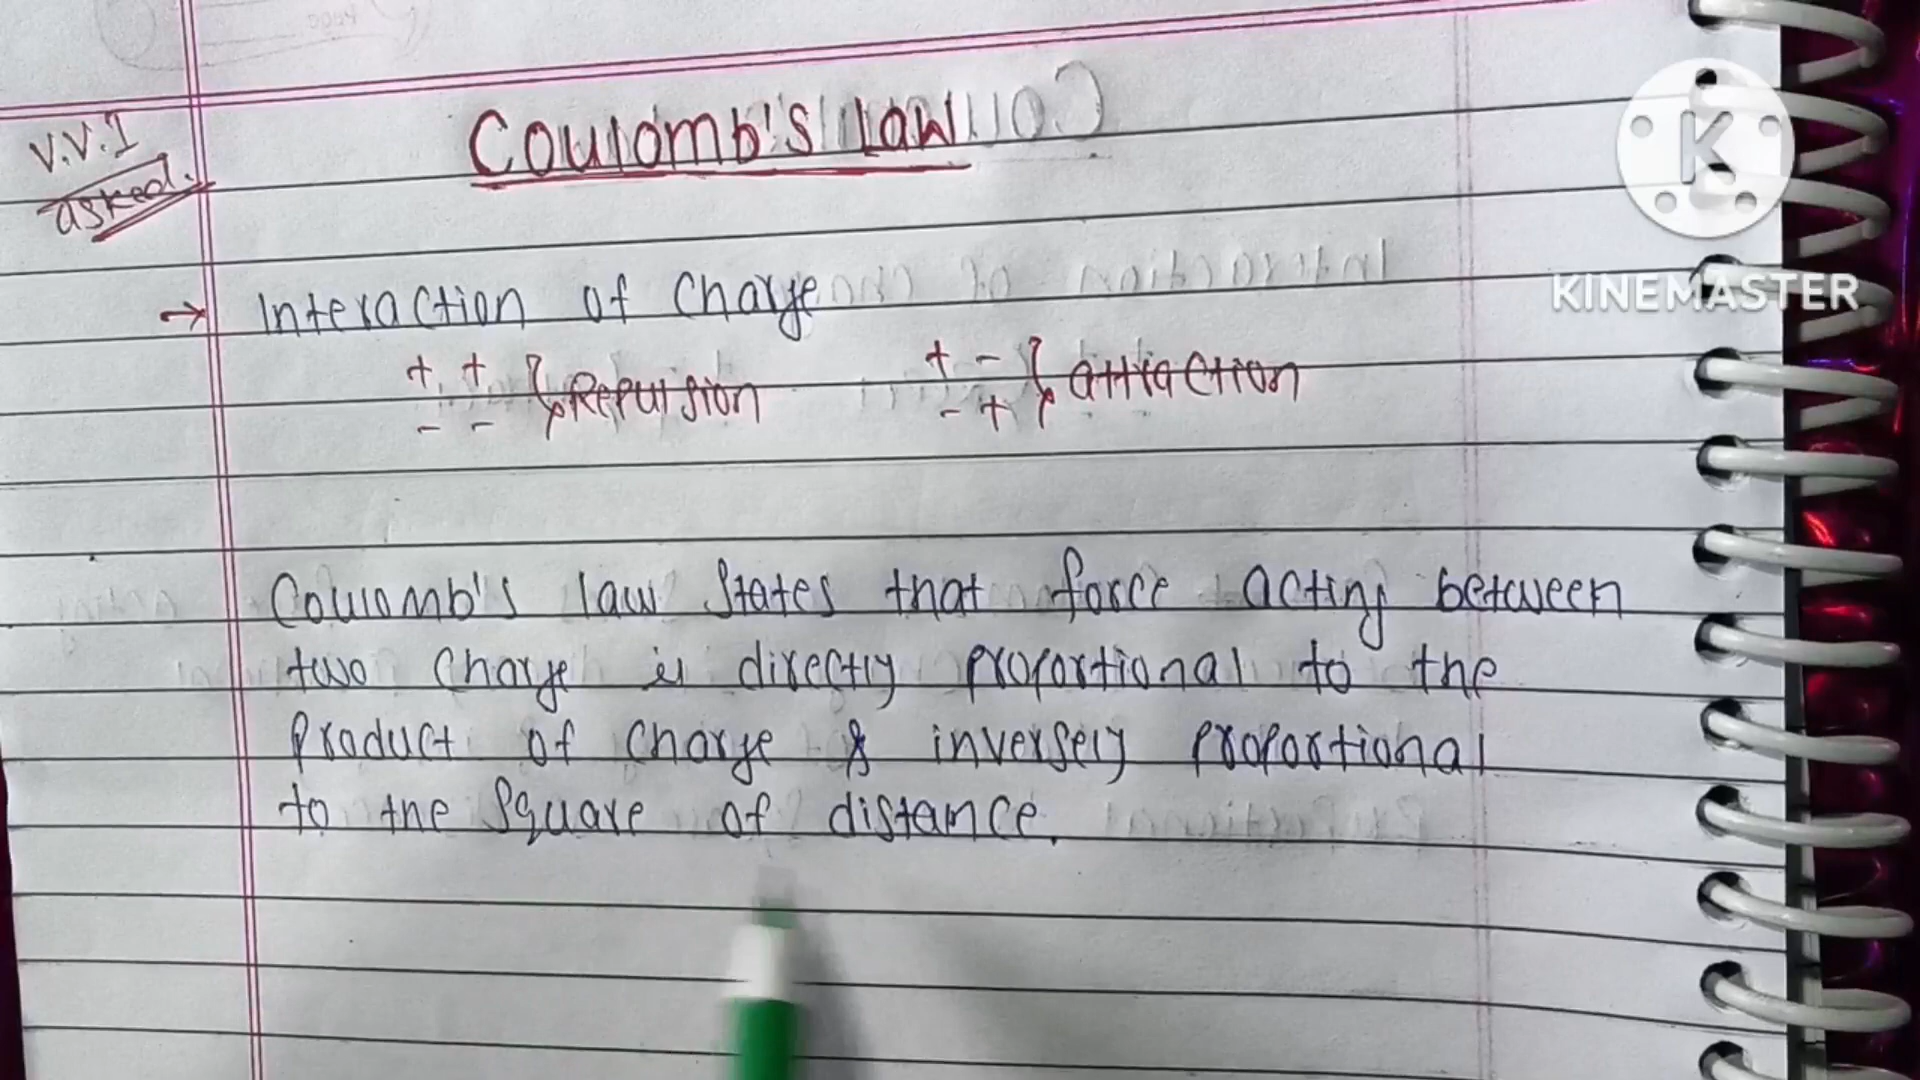 V.V.I
asked.
Coulomb's law
→ Interaction of charge
+ + } Repulsion + - } attraction
- - - +
Coulomb's law states that force acting between
two charge is directly proportional to the
product of charge & inversely proportional
to the square of distance.
K
KINEMASTER